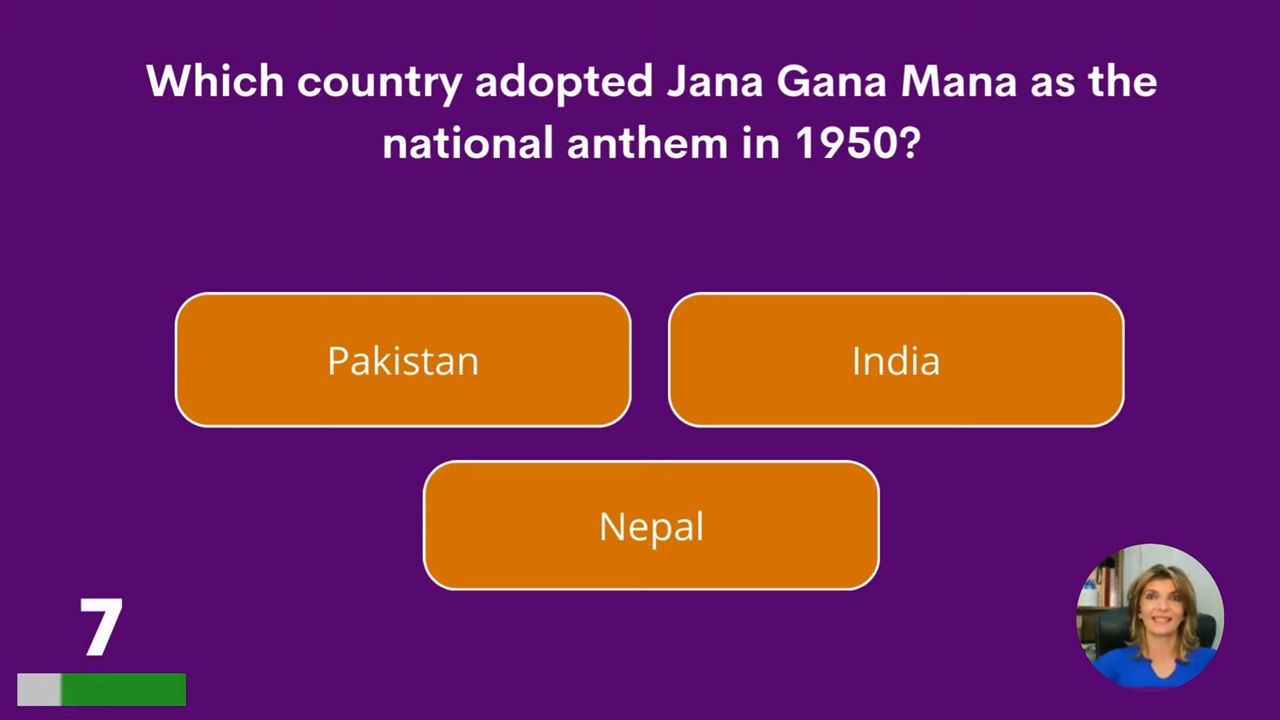 Which country adopted Jana Gana Mana as the
national anthem in 1950?
Pakistan
India
Nepal
7